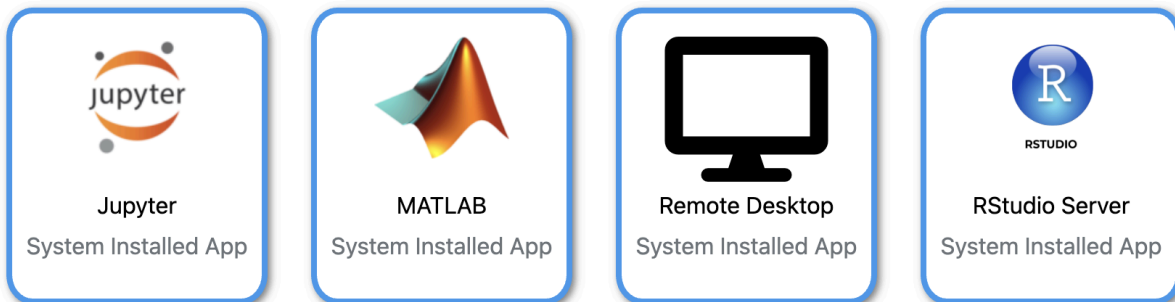 jupyter
Jupyter
System Installed App
MATLAB
System Installed App
Remote Desktop
System Installed App
R
RSTUDIO
RStudio Server
System Installed App